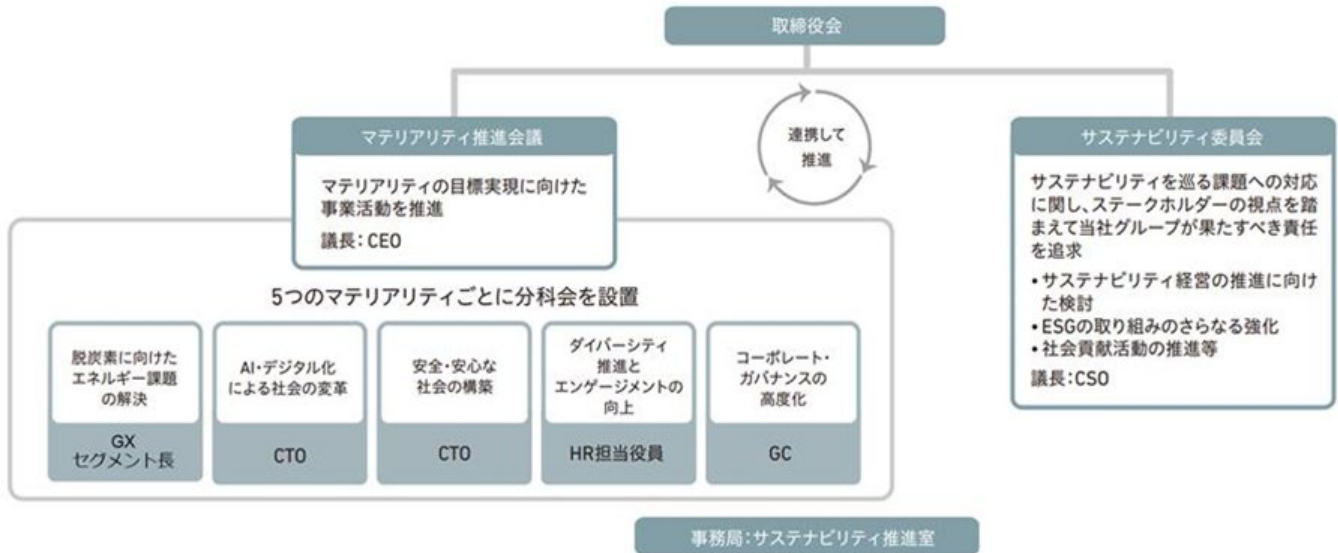 取締役会
マテリアリティ推進会議
マテリアリティの目標実現に向けた
事業活動を推進
議長：CEO
連携して
推進
サステナビリティ委員会
サステナビリティを巡る課題への対応
に関し、ステークホルダーの視点を踏
まえて当社グループが果たすべき責任
を追求
•サステナビリティ経営の推進に向け
た検討
•ESGの取り組みのさらなる強化
•社会貢献活動の推進等
議長：CSO
5つのマテリアリティごとに分科会を設置
脱炭素に向けた
エネルギー課題
の解決
GX
セグメント長
AI・デジタル化
による社会の変革
CTO
安全・安心な
社会の構築
CTO
ダイバーシティ
推進と
エンゲージメントの
向上
HR担当役員
コーポレート・
ガバナンスの
高度化
GC
事務局：サステナビリティ推進室